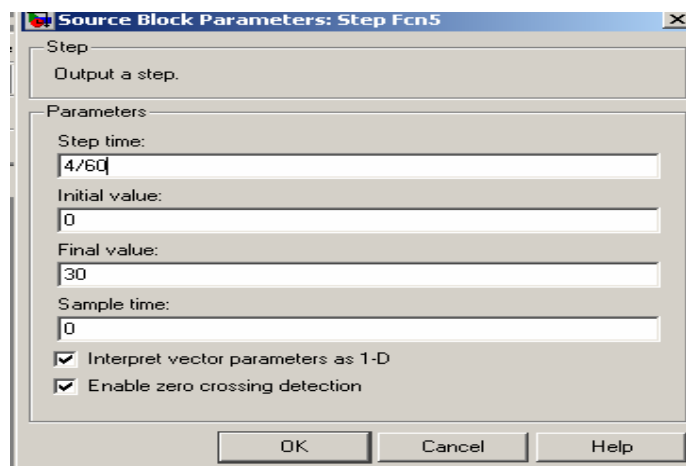 Source Block Parameters: Step Fcn5
Step
Output a step.
Parameters
Step time:
4/60
Initial value:
0
Final value:
30
Sample time:
0
Interpret vector parameters as 1-D
Enable zero crossing detection
OK Cancel Help